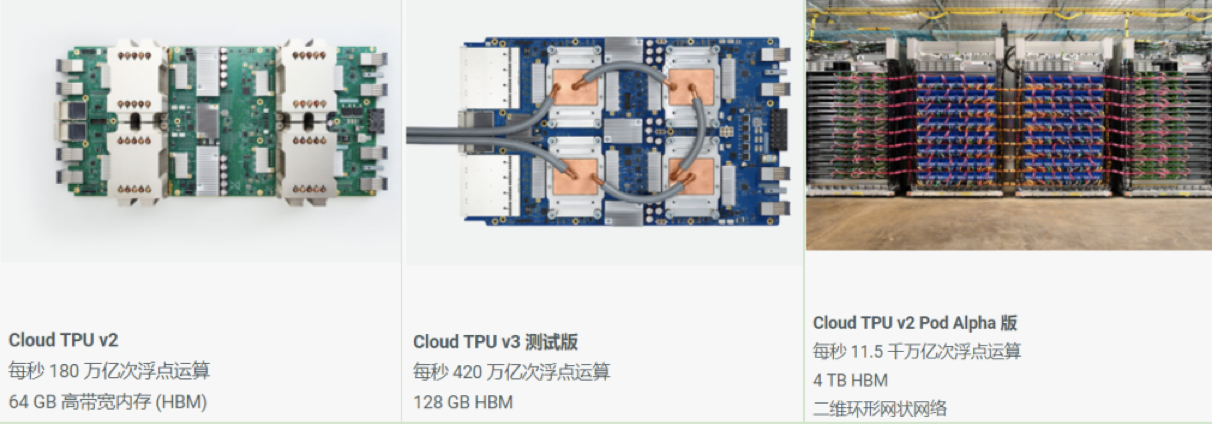 Cloud TPU v2
每秒 180 万亿次浮点运算
64 GB 高带宽内存 (HBM)
Cloud TPU v3 测试版
每秒 420 万亿次浮点运算
128 GB HBM
Cloud TPU v2 Pod Alpha 版
每秒 11.5 千万亿次浮点运算
4 TB HBM
二维环形网状网络